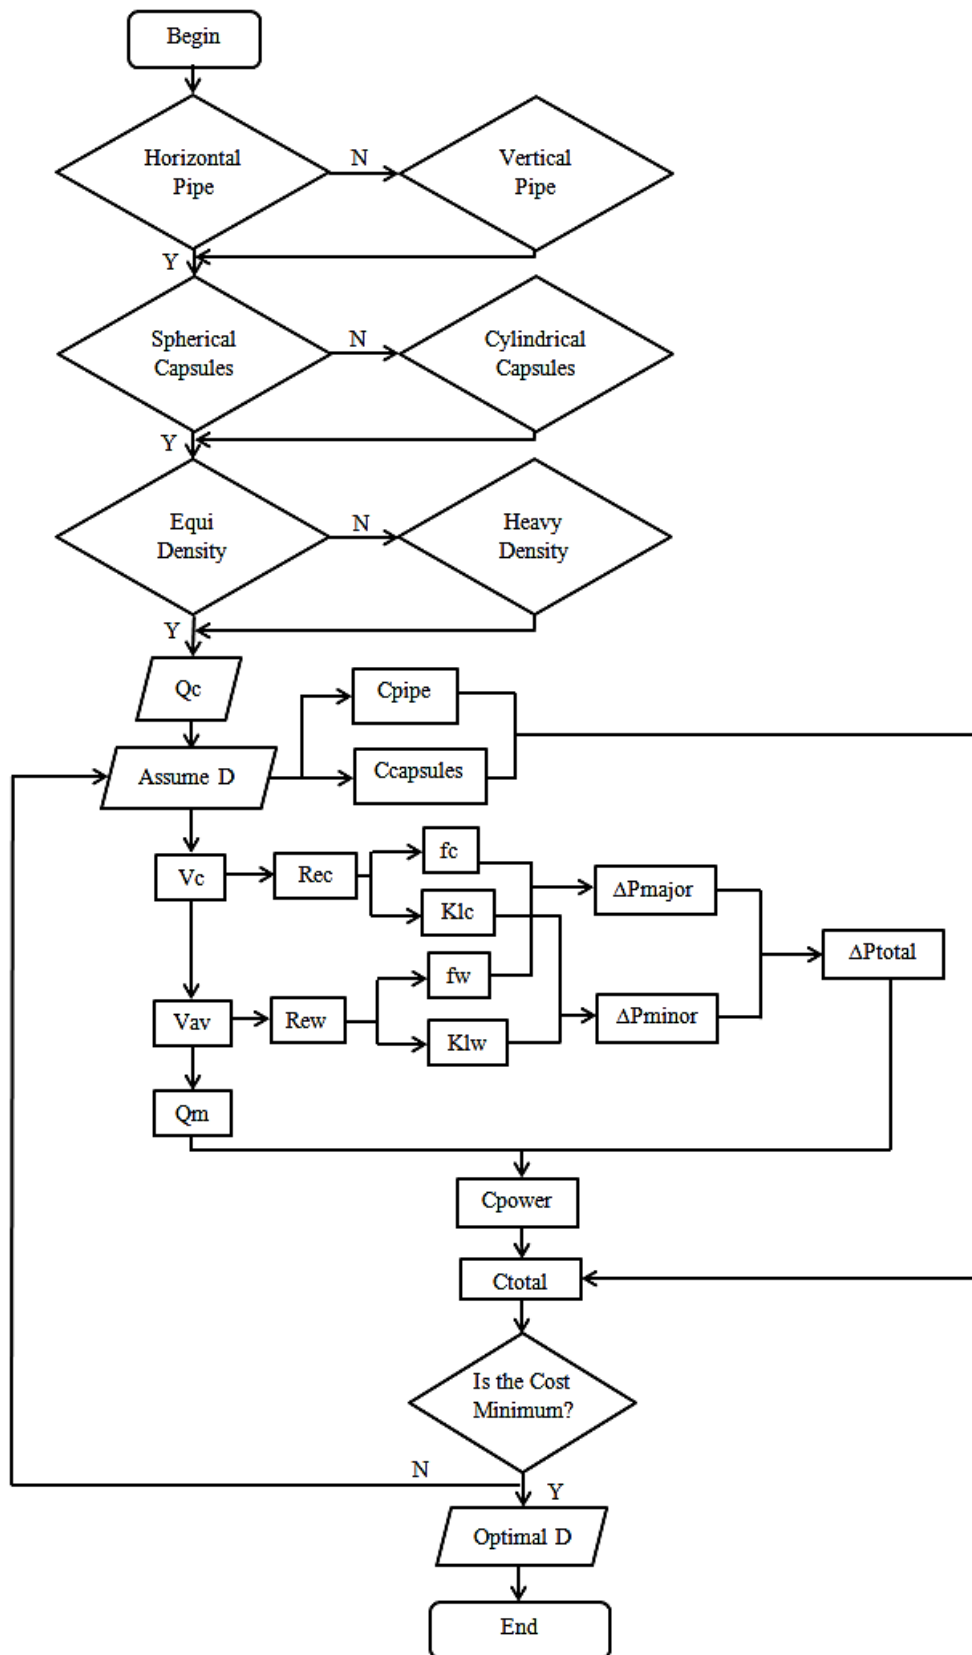 Begin
Horizontal
Pipe
N
Vertical
Pipe
Y
Spherical
Capsules
N
Cylindrical
Capsules
Y
Equi
Density
N
Heavy
Density
Y
Qc
Cpipe
Assume D
Ccapsules
Vc
Rec
fc
Klc
ΔPmajor
ΔPtotal
fw
Vav
Rew
Klw
ΔPminor
Qm
Cpower
Ctotal
Is the Cost
Minimum?
N
Y
Optimal D
End